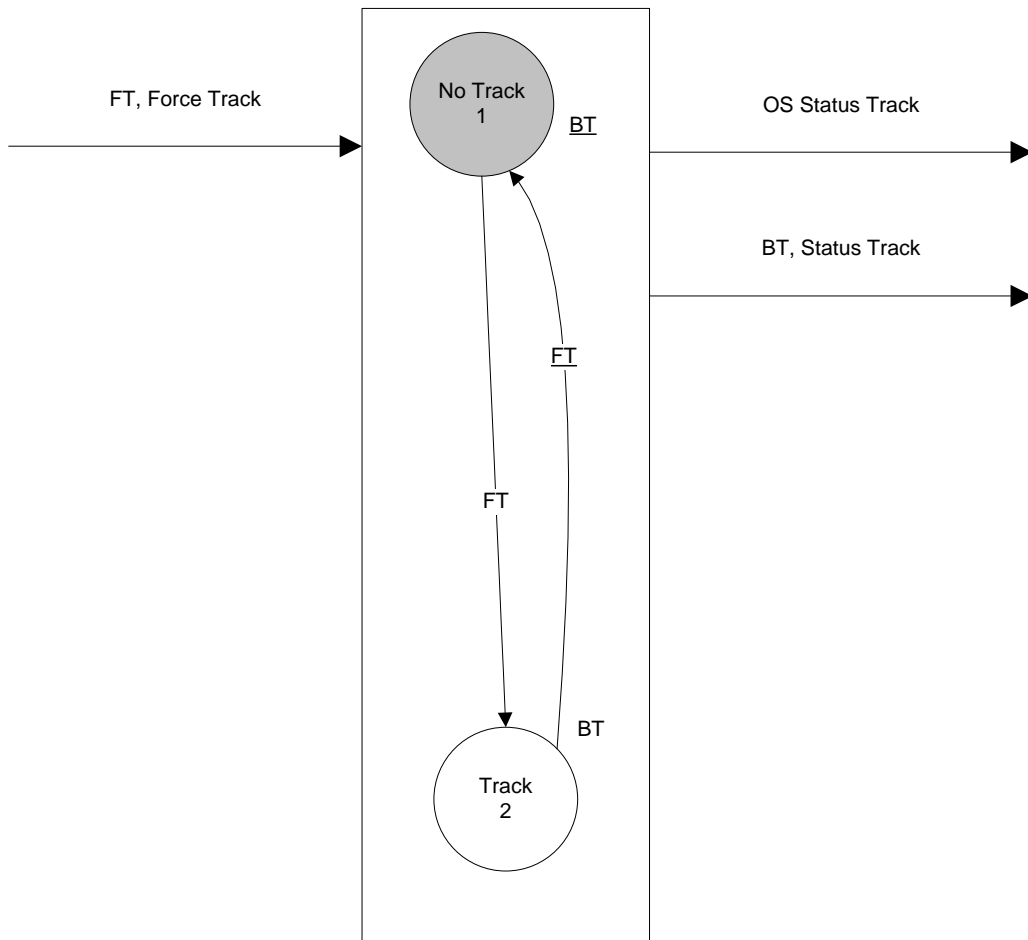 FT, Force Track
No Track
1
BT
OS Status Track
BT, Status Track
FT
FT
BT
Track
2